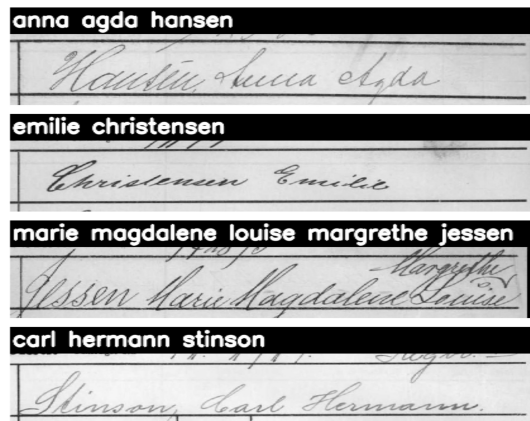 anna agda hansen
Hansen, Anna Agda
emilie christensen
Christensen Emilie
marie magdalene louise margrethe jessen
Margrethe
Jessen Marie Magdalene Louise
carl hermann stinson
Stinson, Carl Hermann.